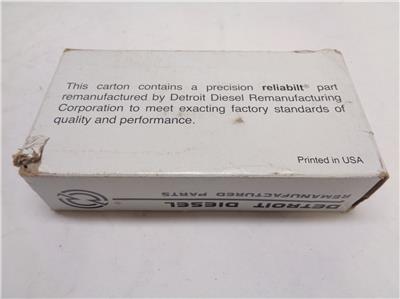 This carton contains a precision reliabilt® part
remanufactured by Detroit Diesel Remanufacturing
Corporation to meet exacting factory standards of
quality and performance.
Printed in USA
DETROIT DIESEL
REMANUFACTURED PARTS